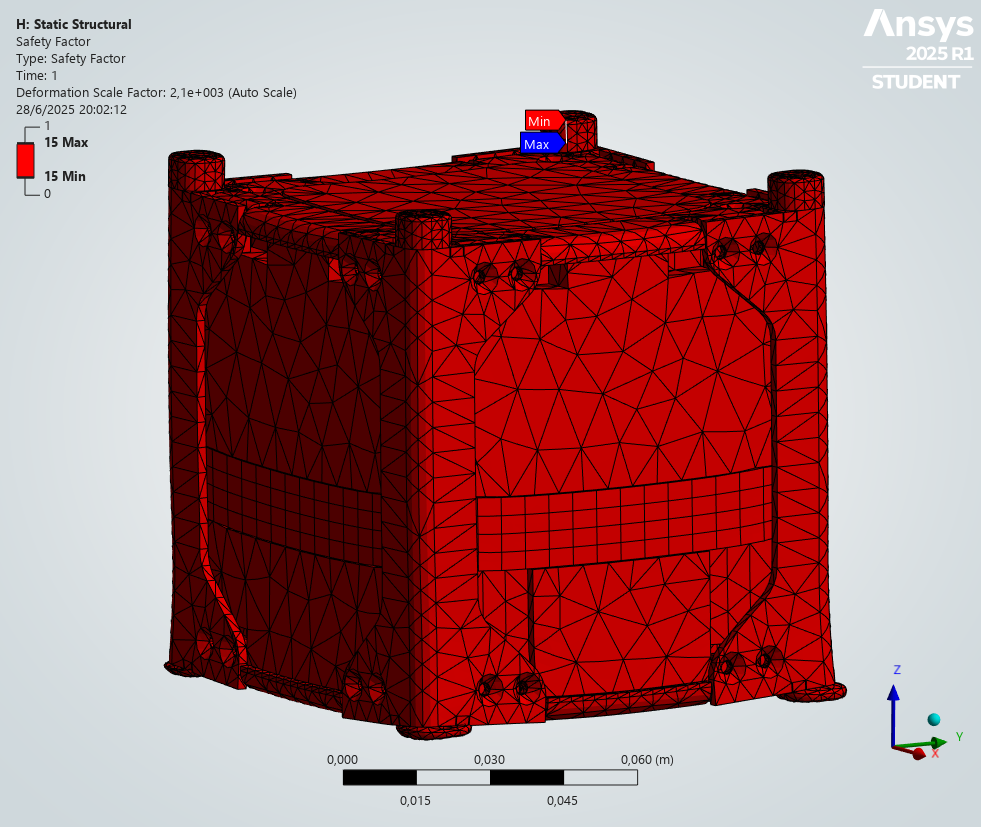 H: Static Structural
Safety Factor
Type: Safety Factor
Time: 1
Deformation Scale Factor: 2,1e+003 (Auto Scale)
28/6/2025 20:02:12
1
15 Max
15 Min
0
Ansys
2025 R1
STUDENT
Min
Max
Z
Y
X
0,000 0,030 0,060 (m)
0,015 0,045